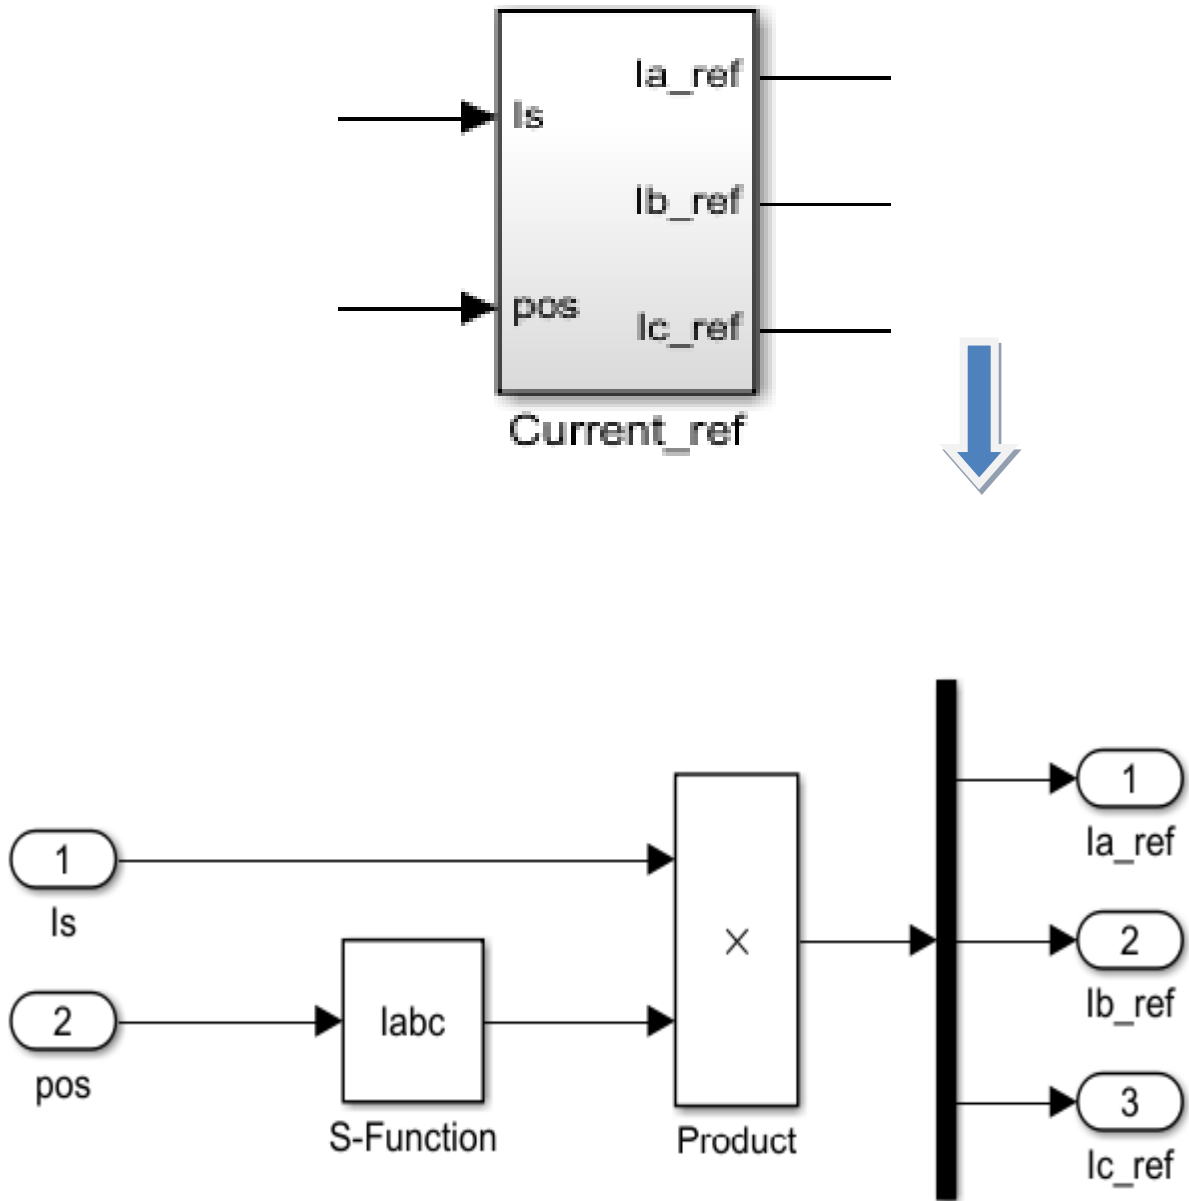 Ia_ref
Is
Ib_ref
pos
Ic_ref
Current_ref
1
Is
2
pos
Iabc
S-Function
×
Product
1
Ia_ref
2
Ib_ref
3
Ic_ref